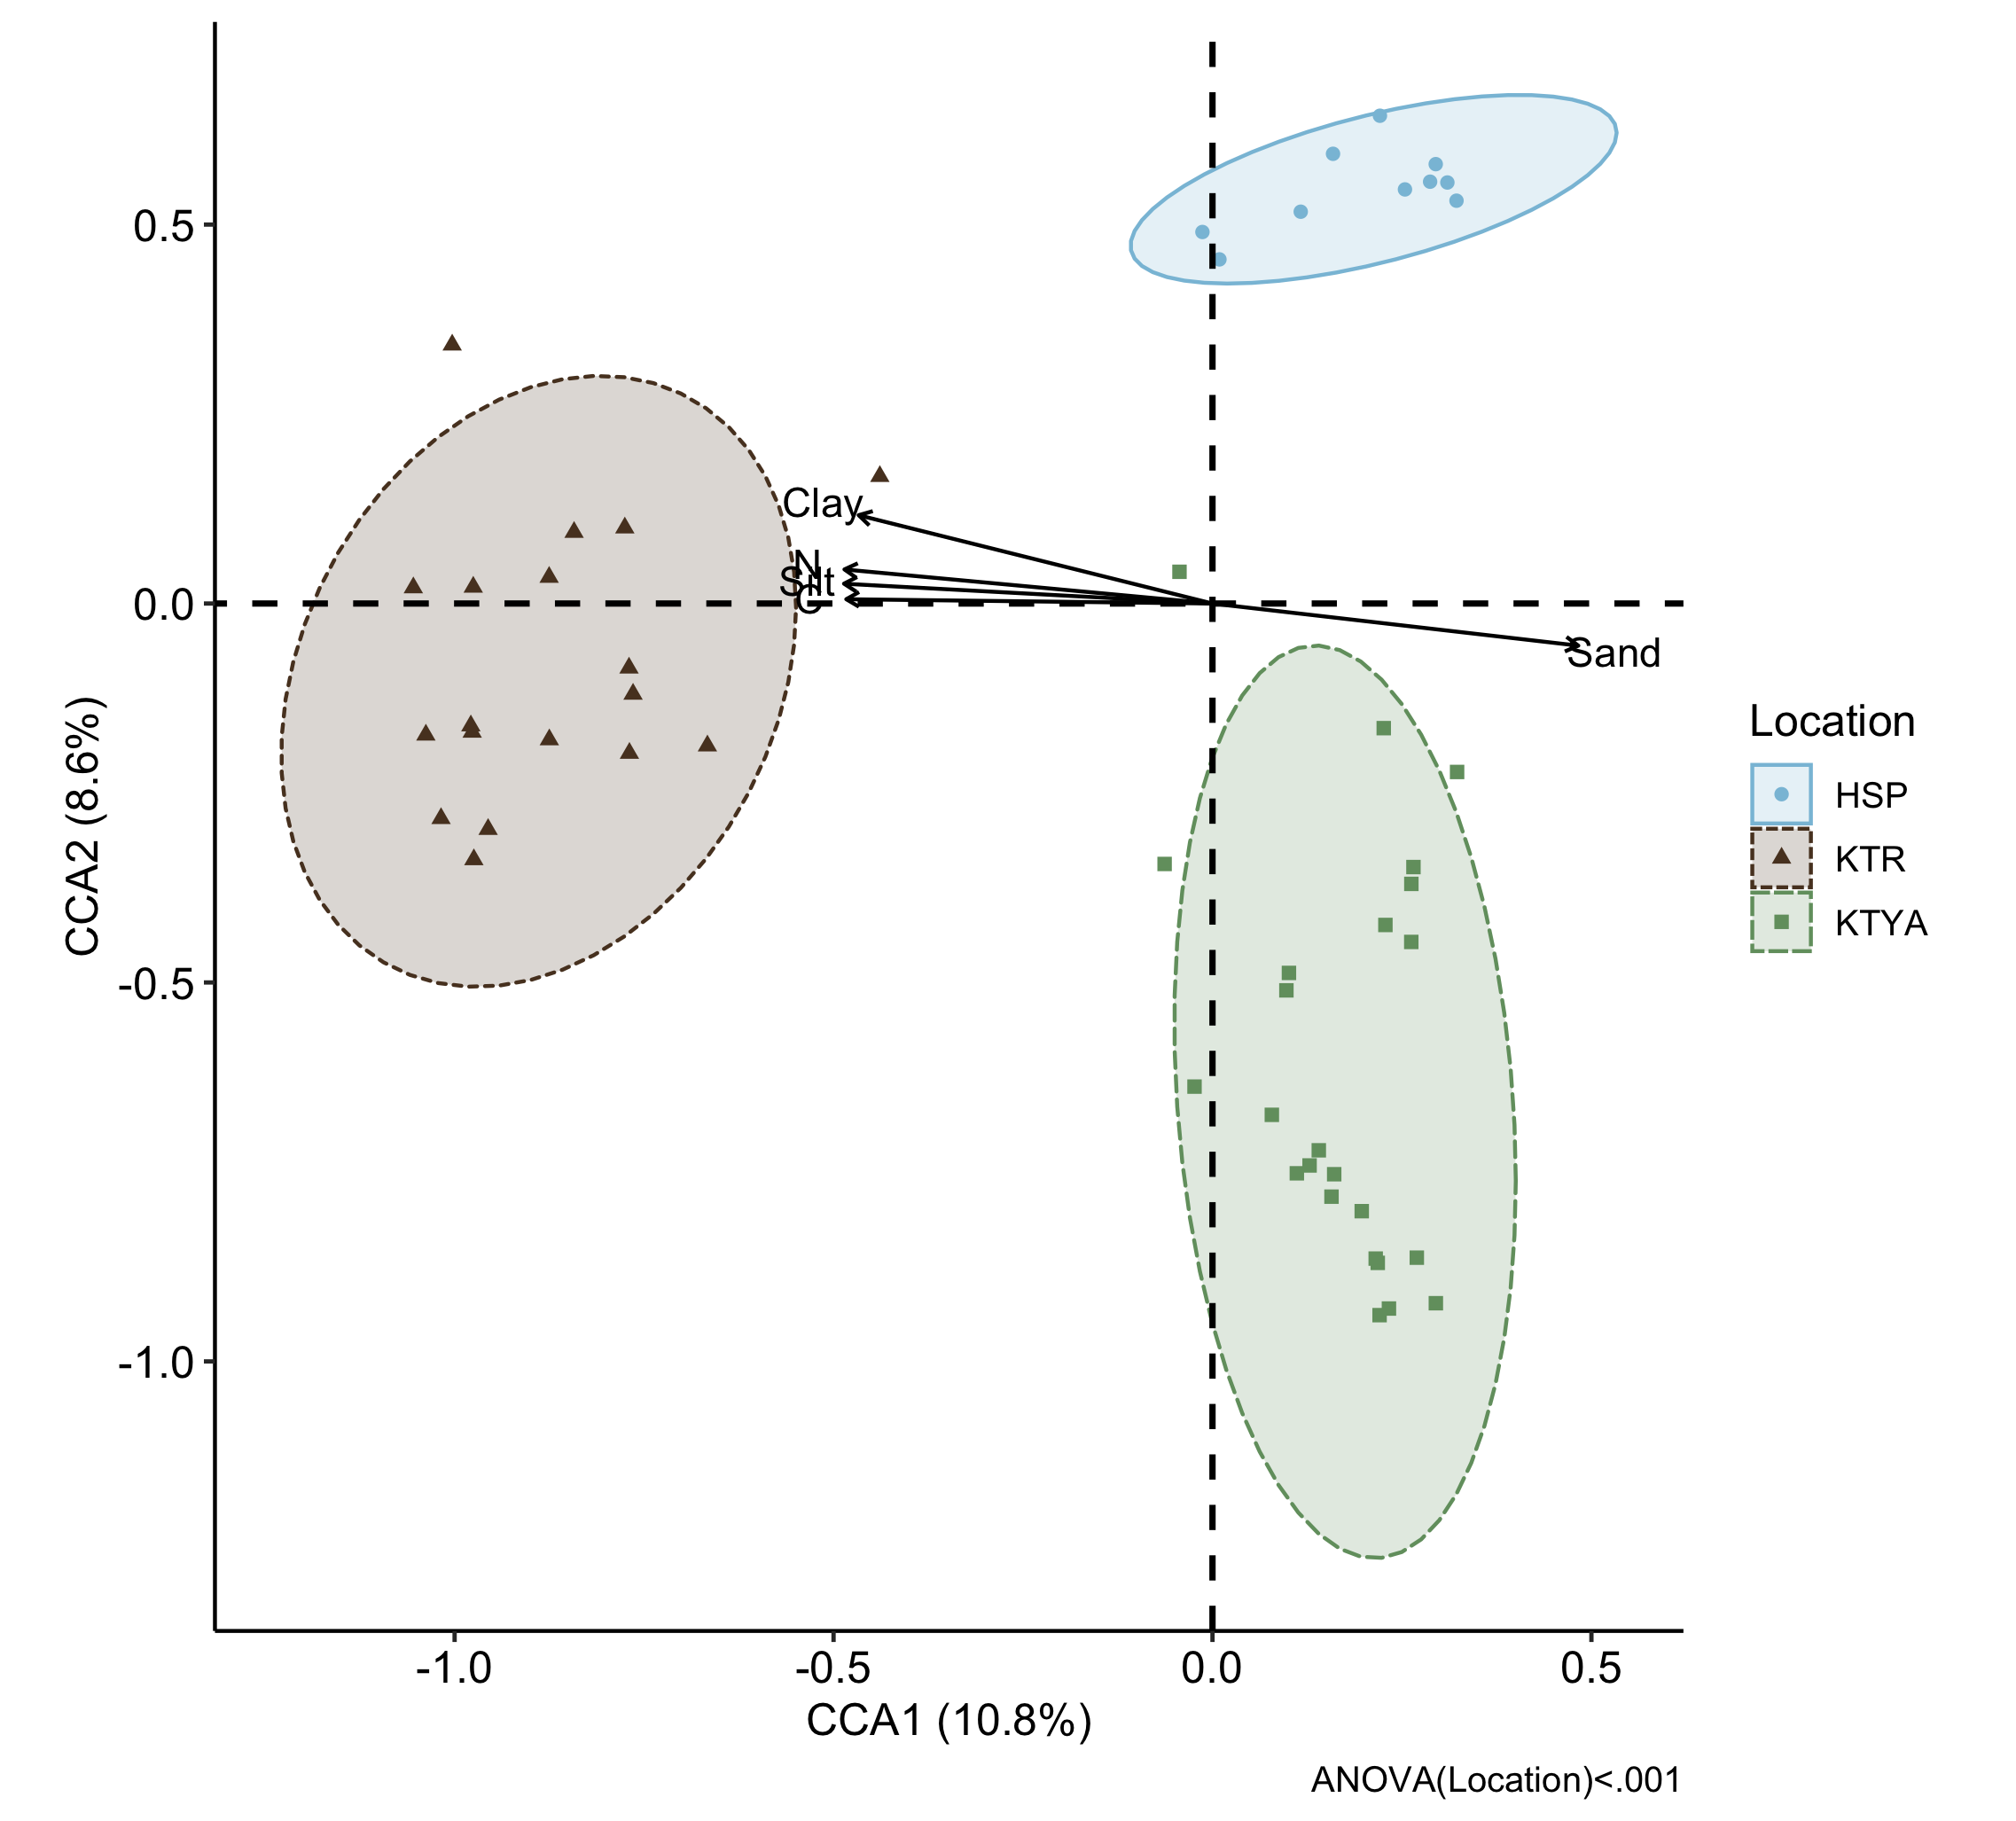 0.5
0.0
-0.5
-1.0
CCA2 (8.6%)
Clay
N
Silt
C
Sand
Location
HSP
KTR
KTYA
-1.0
-0.5
0.0
0.5
CCA1 (10.8%)
ANOVA(Location)<.001